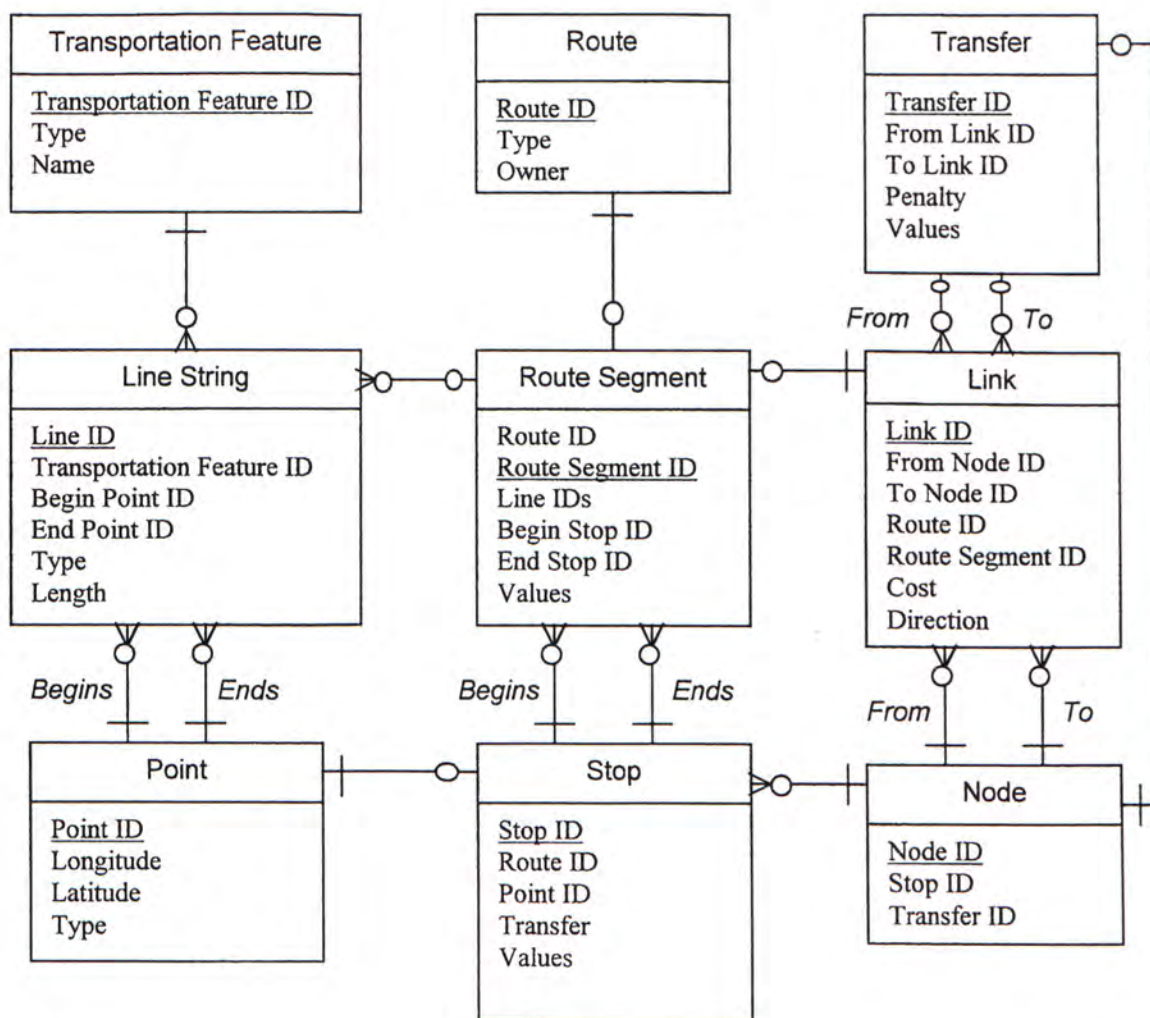 Transportation Feature
Transportation Feature ID
Type
Name
Route
Route ID
Type
Owner
Transfer
Transfer ID
From Link ID
To Link ID
Penalty
Values
From
To
Line String
Line ID
Transportation Feature ID
Begin Point ID
End Point ID
Type
Length
Route Segment
Route ID
Route Segment ID
Line IDs
Begin Stop ID
End Stop ID
Values
Link
Link ID
From Node ID
To Node ID
Route ID
Route Segment ID
Cost
Direction
Begins
Ends
Begins
Ends
From
To
Point
Point ID
Longitude
Latitude
Type
Stop
Stop ID
Route ID
Point ID
Transfer
Values
Node
Node ID
Stop ID
Transfer ID